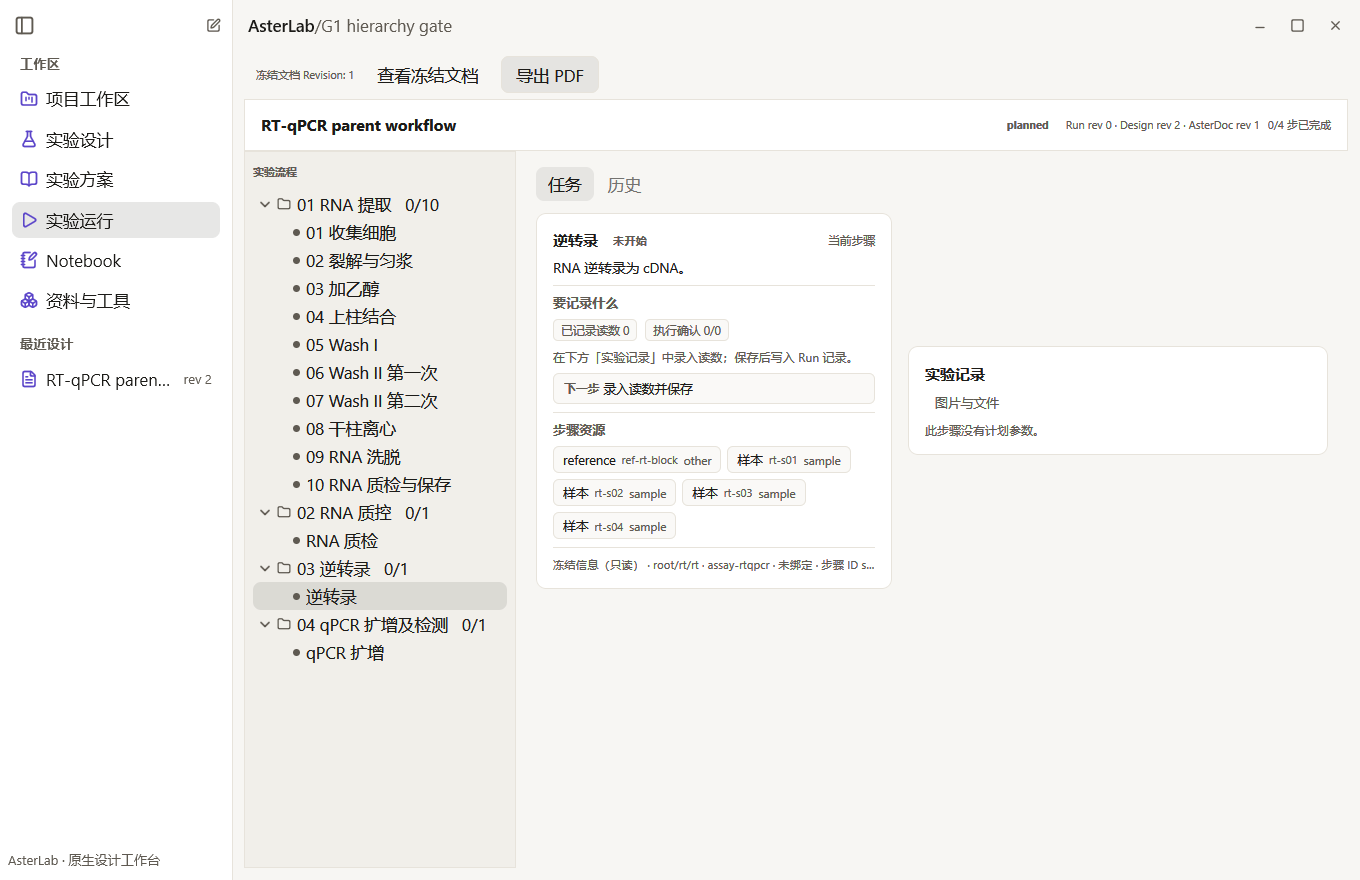 AsterLab/G1 hierarchy gate
工作区
项目工作区
实验设计
实验方案
实验运行
Notebook
资料与工具
最近设计
RT-qPCR paren... rev 2
AsterLab · 原生设计工作台
冻结文档 Revision: 1 查看冻结文档 导出 PDF
RT-qPCR parent workflow planned Run rev 0 · Design rev 2 · AsterDoc rev 1 0/4 步已完成
实验流程
01 RNA 提取 0/10
01 收集细胞
02 裂解与匀浆
03 加乙醇
04 上柱结合
05 Wash I
06 Wash II 第一次
07 Wash II 第二次
08 干柱离心
09 RNA 洗脱
10 RNA 质检与保存
02 RNA 质控 0/1
RNA 质检
03 逆转录 0/1
逆转录
04 qPCR 扩增及检测 0/1
qPCR 扩增
任务 历史
逆转录 未开始 当前步骤
RNA 逆转录为 cDNA。
要记录什么
已记录读数 0 执行确认 0/0
在下方「实验记录」中录入读数；保存后写入 Run 记录。
下一步 录入读数并保存
步骤资源
reference ref-rt-block other 样本 rt-s01 sample
样本 rt-s02 sample 样本 rt-s03 sample
样本 rt-s04 sample
冻结信息（只读） · root/rt/rt · assay-rtqpcr · 未绑定 · 步骤 ID s...
实验记录
图片与文件
此步骤没有计划参数。